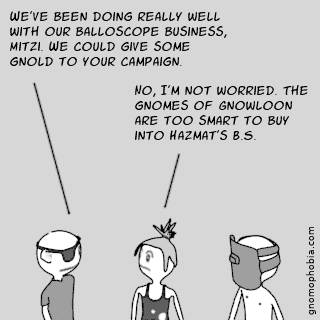 WE'VE BEEN DOING REALLY WELL
WITH OUR BALLOSCOPE BUSINESS,
MITZI. WE COULD GIVE SOME
GNOLD TO YOUR CAMPAIGN.
NO, I'M NOT WORRIED. THE
GNOMES OF GNOWLOON
ARE TOO SMART TO BUY
INTO HAZMAT'S B.S.
gnomophobia.com